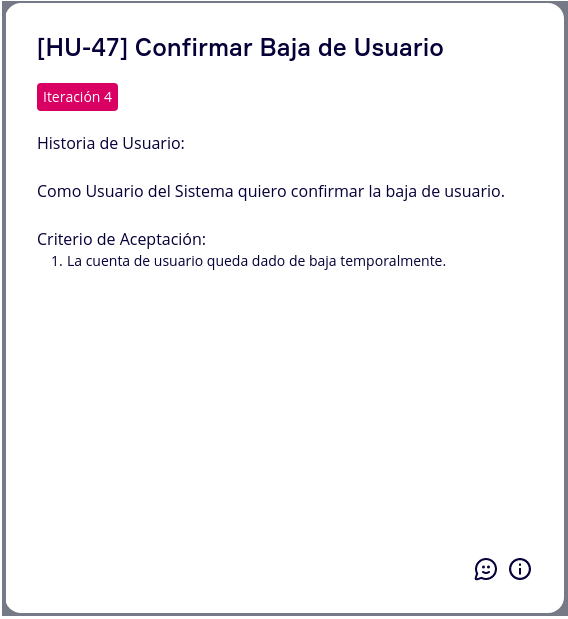 [HU-47] Confirmar Baja de Usuario
Iteración 4
Historia de Usuario:
Como Usuario del Sistema quiero confirmar la baja de usuario.
Criterio de Aceptación:
1. La cuenta de usuario queda dado de baja temporalmente.